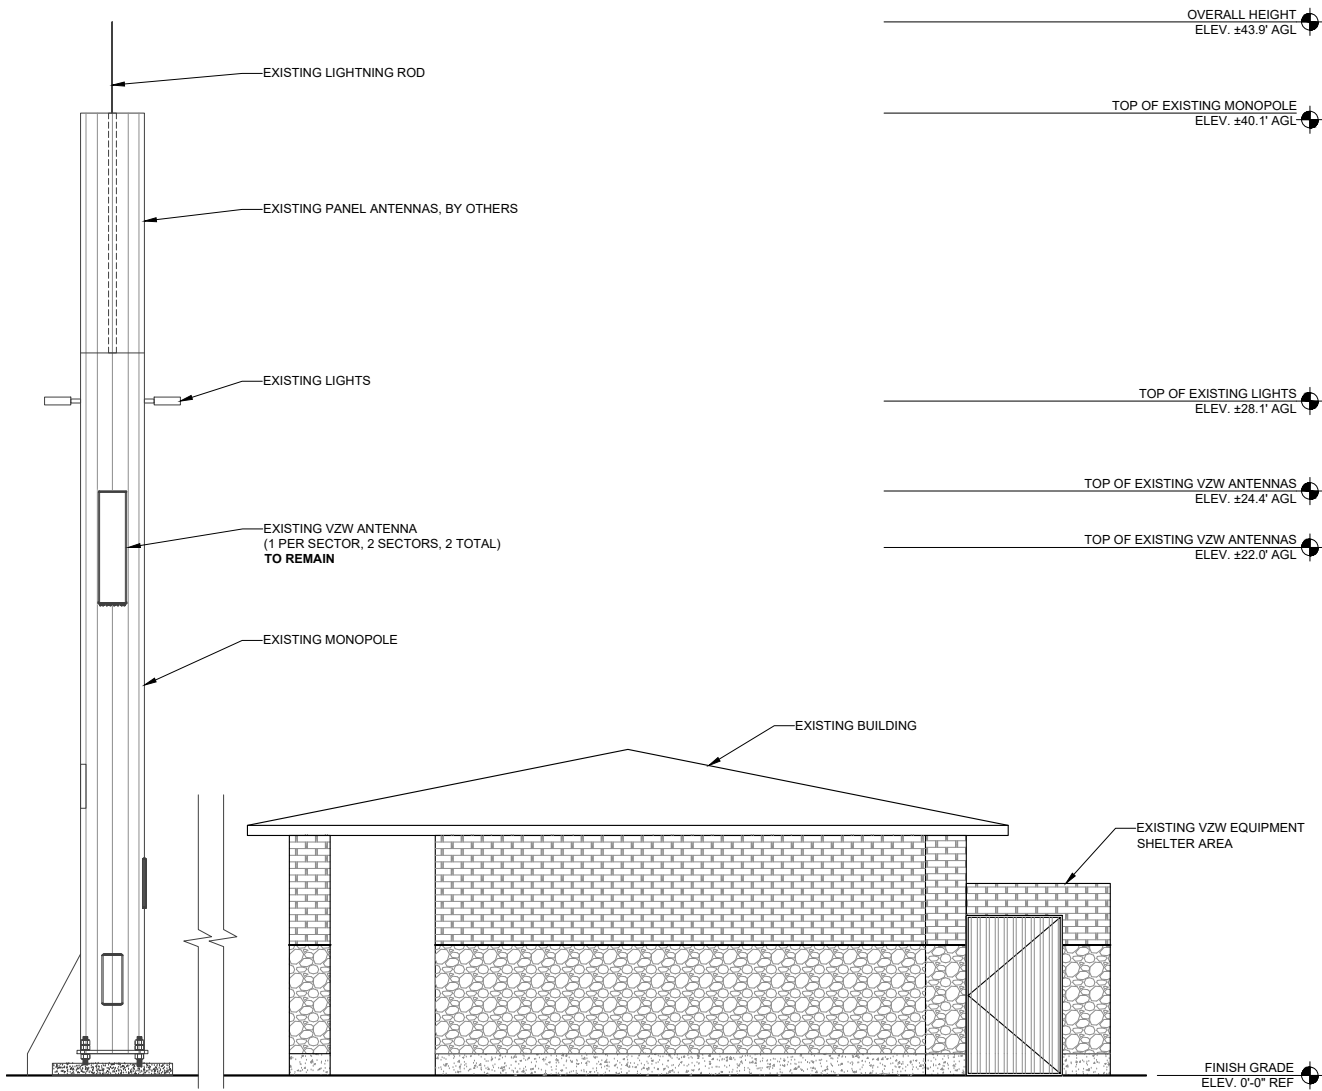 OVERALL HEIGHT
ELEV. ±43.9' AGL
EXISTING LIGHTNING ROD
TOP OF EXISTING MONOPOLE
ELEV. ±40.1' AGL
EXISTING PANEL ANTENNAS, BY OTHERS
EXISTING LIGHTS
TOP OF EXISTING LIGHTS
ELEV. ±28.1' AGL
TOP OF EXISTING VZW ANTENNAS
ELEV. ±24.4' AGL
EXISTING VZW ANTENNA
(1 PER SECTOR, 2 SECTORS, 2 TOTAL)
TO REMAIN
TOP OF EXISTING VZW ANTENNAS
ELEV. ±22.0' AGL
EXISTING MONOPOLE
EXISTING BUILDING
EXISTING VZW EQUIPMENT
SHELTER AREA
FINISH GRADE
ELEV. 0'-0" REF